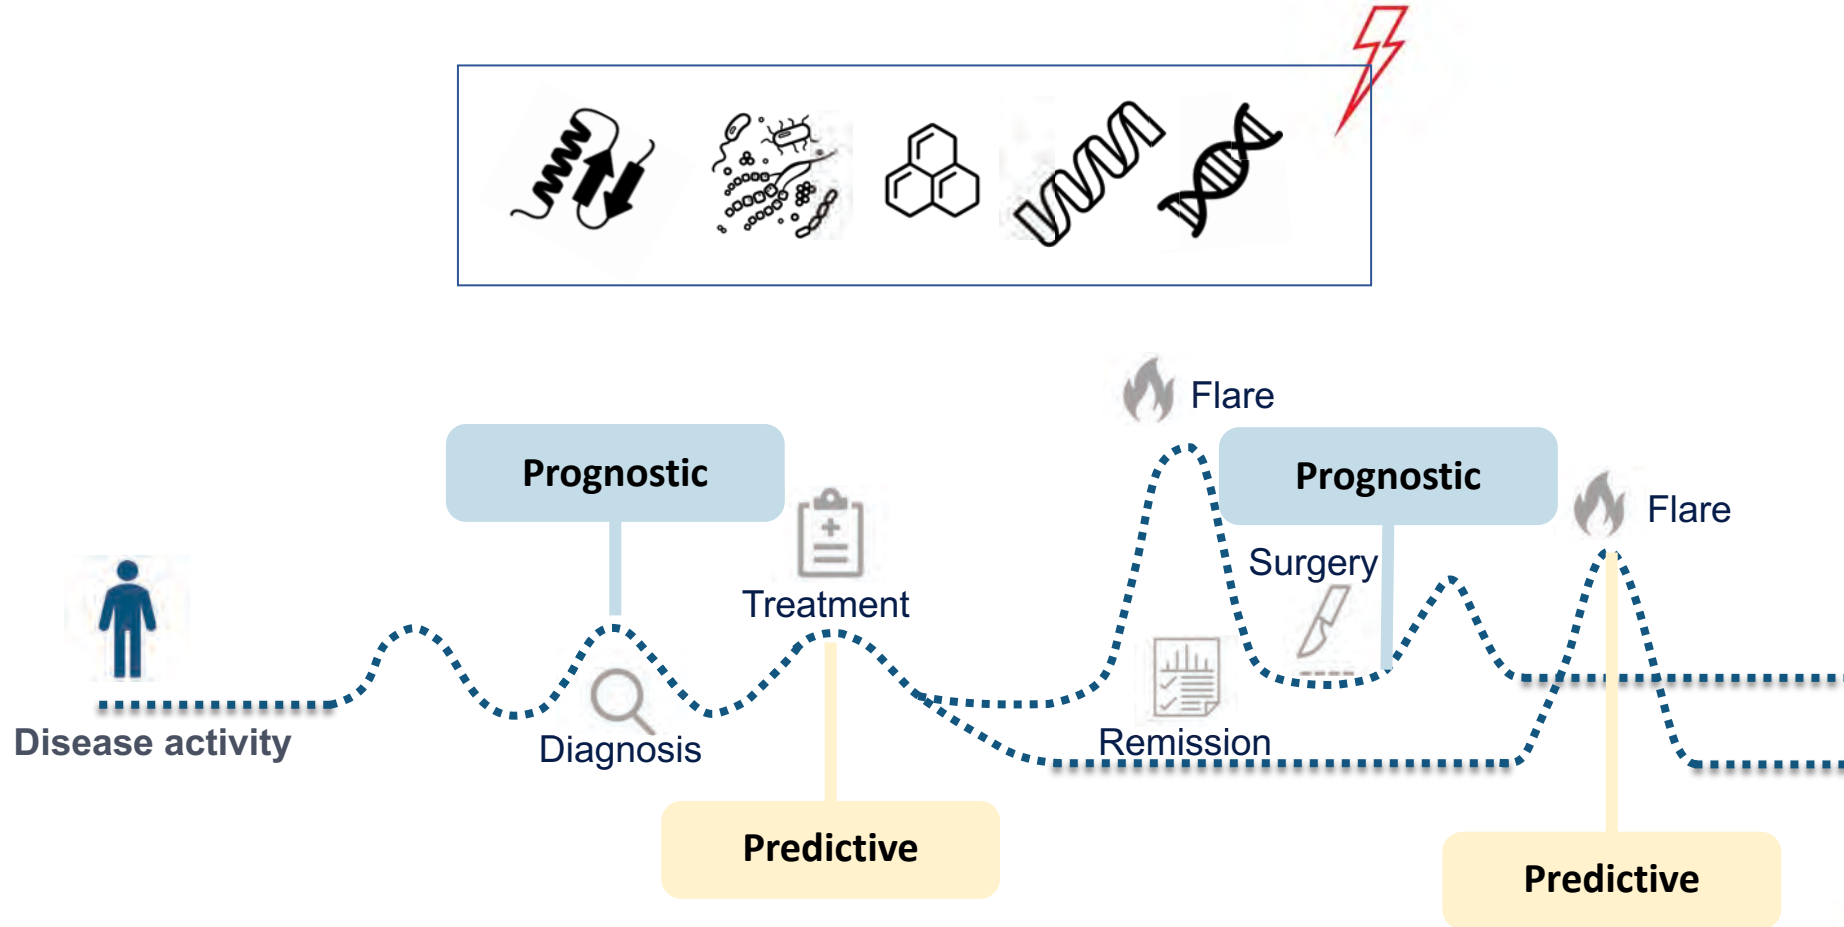 Flare
Prognostic
Prognostic
Flare
Surgery
Treatment
Disease activity
Diagnosis
Remission
Predictive
Predictive